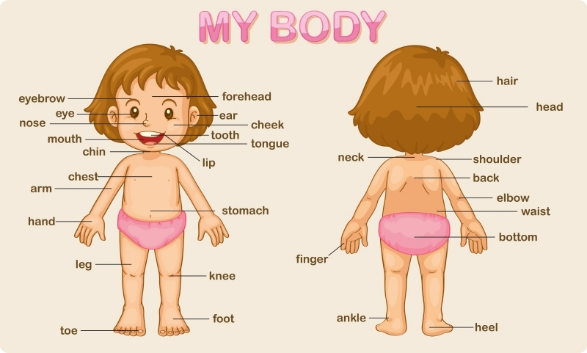 MY BODY
eyebrow
eye
nose
mouth
chin
chest
arm
hand
leg
toe
forehead
ear
cheek
tooth
tongue
lip
stomach
knee
foot
hair
head
neck
shoulder
back
elbow
waist
bottom
finger
ankle
heel